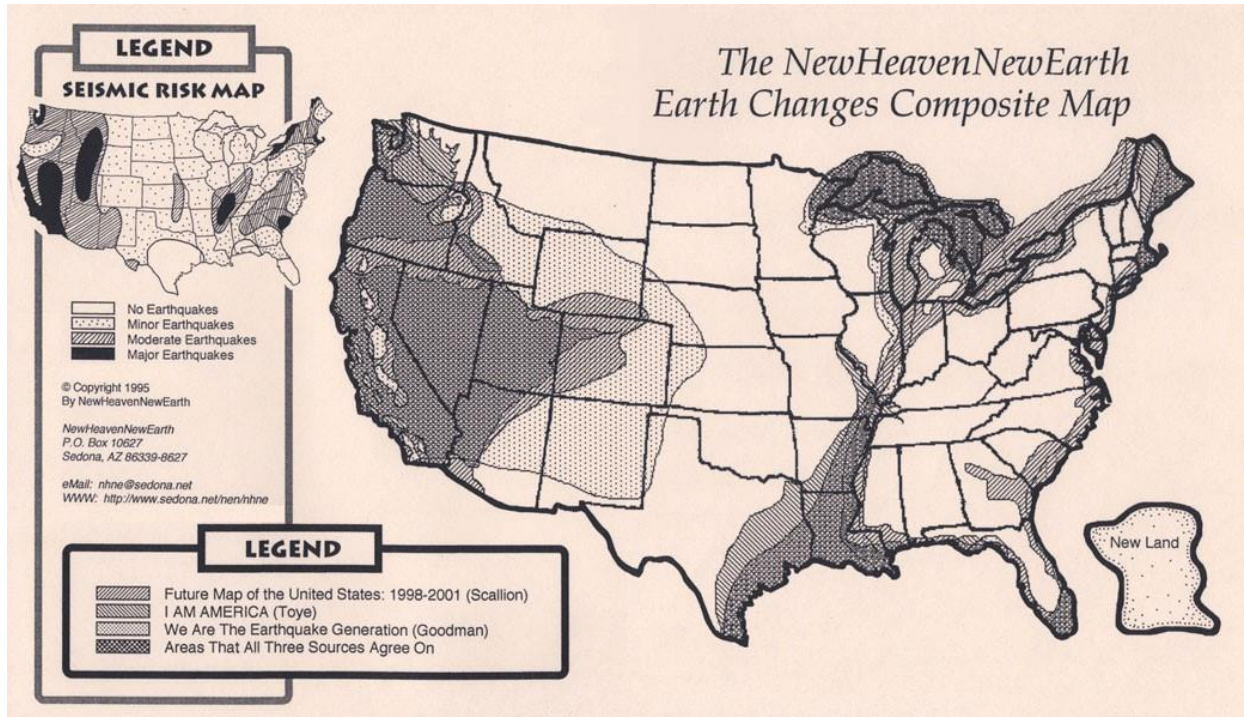 LEGEND
SEISMIC RISK MAP
No Earthquakes
Minor Earthquakes
Moderate Earthquakes
Major Earthquakes
© Copyright 1995
By NewHeavenNewEarth
NewHeavenNewEarth
P.O. Box 10627
Sedona, AZ 86339-8627
eMail: nhne@sedona.net
WWW: http://www.sedona.net/nen/nhne
The NewHeavenNewEarth
Earth Changes Composite Map
New Land
LEGEND
Future Map of the United States: 1998-2001 (Scallion)
I AM AMERICA (Toye)
We Are The Earthquake Generation (Goodman)
Areas That All Three Sources Agree On